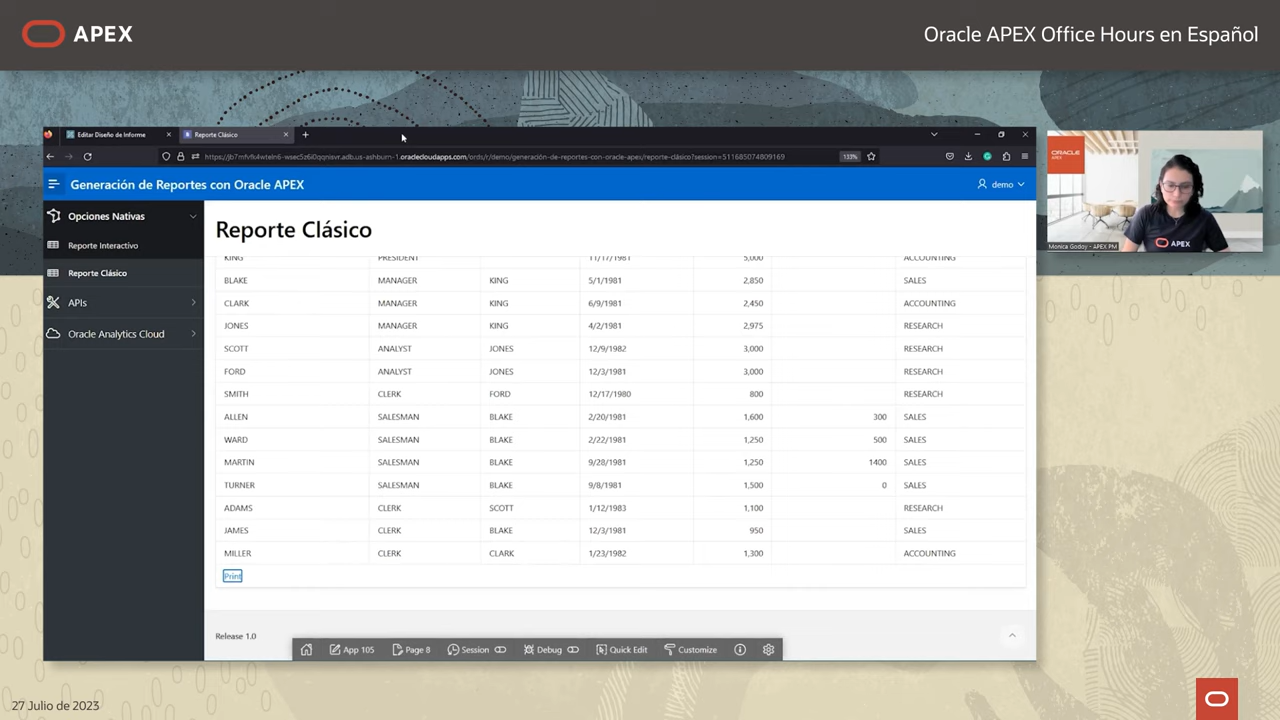 APEX
Oracle APEX Office Hours en Español
Editar Diseño de Informe
Reporte Clásico
133%
Generación de Reportes con Oracle APEX
demo
Opciones Nativas
Reporte Interactivo
Reporte Clásico
APIs
Oracle Analytics Cloud
Reporte Clásico
KING PRESIDENT 11/17/1981 5,000 ACCOUNTING
BLAKE MANAGER KING 5/1/1981 2,850 SALES
CLARK MANAGER KING 6/9/1981 2,450 ACCOUNTING
JONES MANAGER KING 4/2/1981 2,975 RESEARCH
SCOTT ANALYST JONES 12/9/1982 3,000 RESEARCH
FORD ANALYST JONES 12/3/1981 3,000 RESEARCH
SMITH CLERK FORD 12/17/1980 800 RESEARCH
ALLEN SALESMAN BLAKE 2/20/1981 1,600 300 SALES
WARD SALESMAN BLAKE 2/22/1981 1,250 500 SALES
MARTIN SALESMAN BLAKE 9/28/1981 1,250 1400 SALES
TURNER SALESMAN BLAKE 9/8/1981 1,500 0 SALES
ADAMS CLERK SCOTT 1/12/1983 1,100 RESEARCH
JAMES CLERK BLAKE 12/3/1981 950 SALES
MILLER CLERK CLARK 1/23/1982 1,300 ACCOUNTING
Print
Release 1.0
App 105 Page 8 Session Debug Quick Edit Customize
ORACLE
APEX
APEX
Monica Godoy - APEX PM
27 Julio de 2023